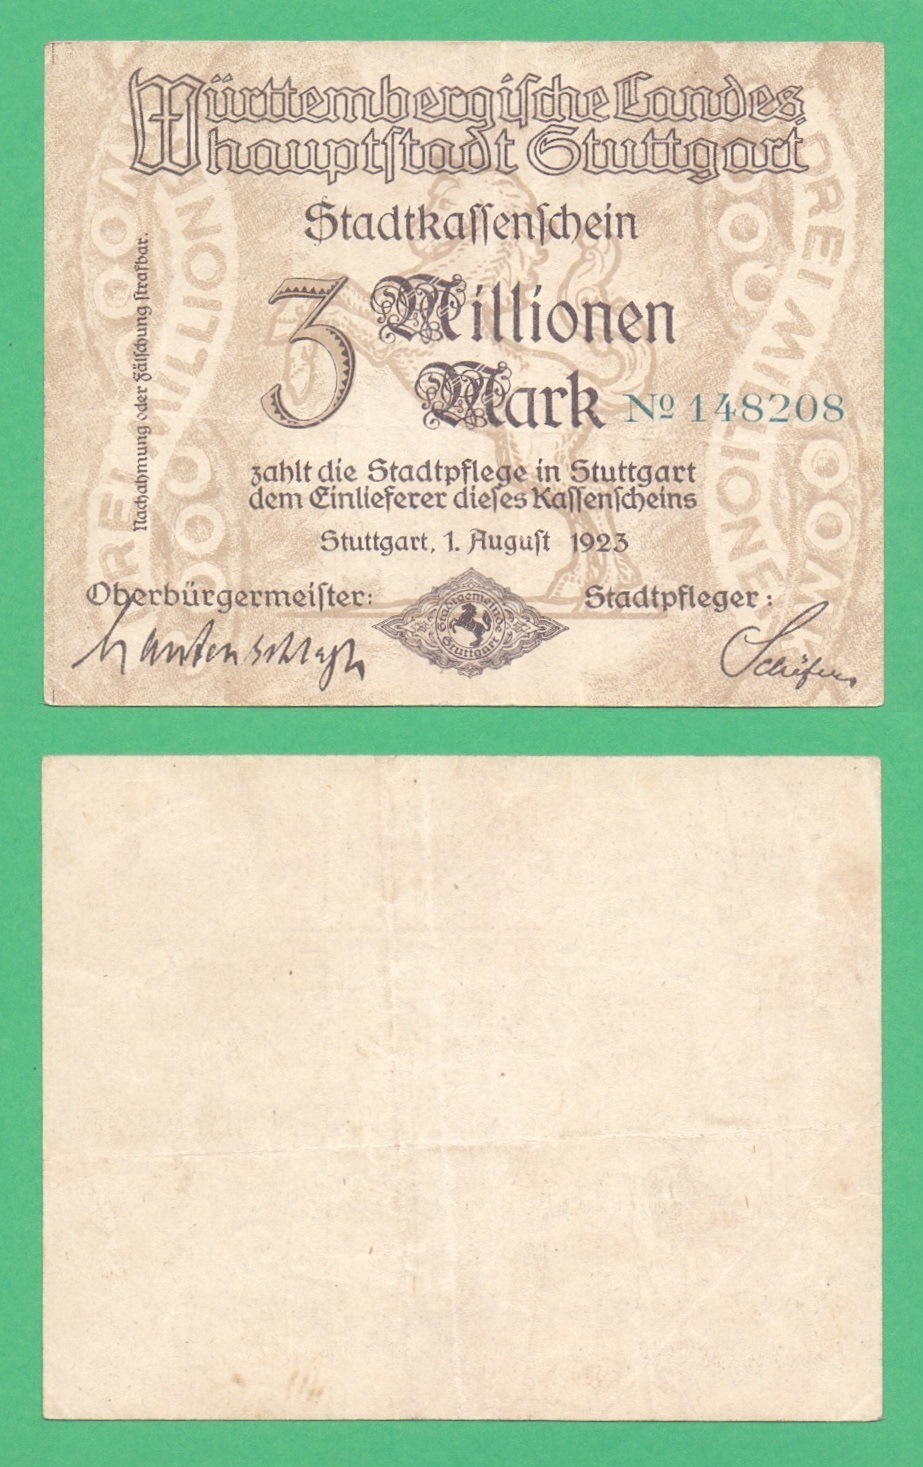 Württembergische Landes
hauptstadt Stuttgart
Stadtkassenschein
3 Millionen
Mark
No 148208
zahlt die Stadtpflege in Stuttgart
dem Einlieferer dieses Kassenscheins
Stuttgart, 1. August 1923
Oberbürgermeister:
Stadtpfleger:
Lautenschlager
Schäfer
Stadtgemeinde
Stuttgart
Nachahmung oder Fälschung strafbar.
DREI MILLIONEN
DREI MILLIONEN